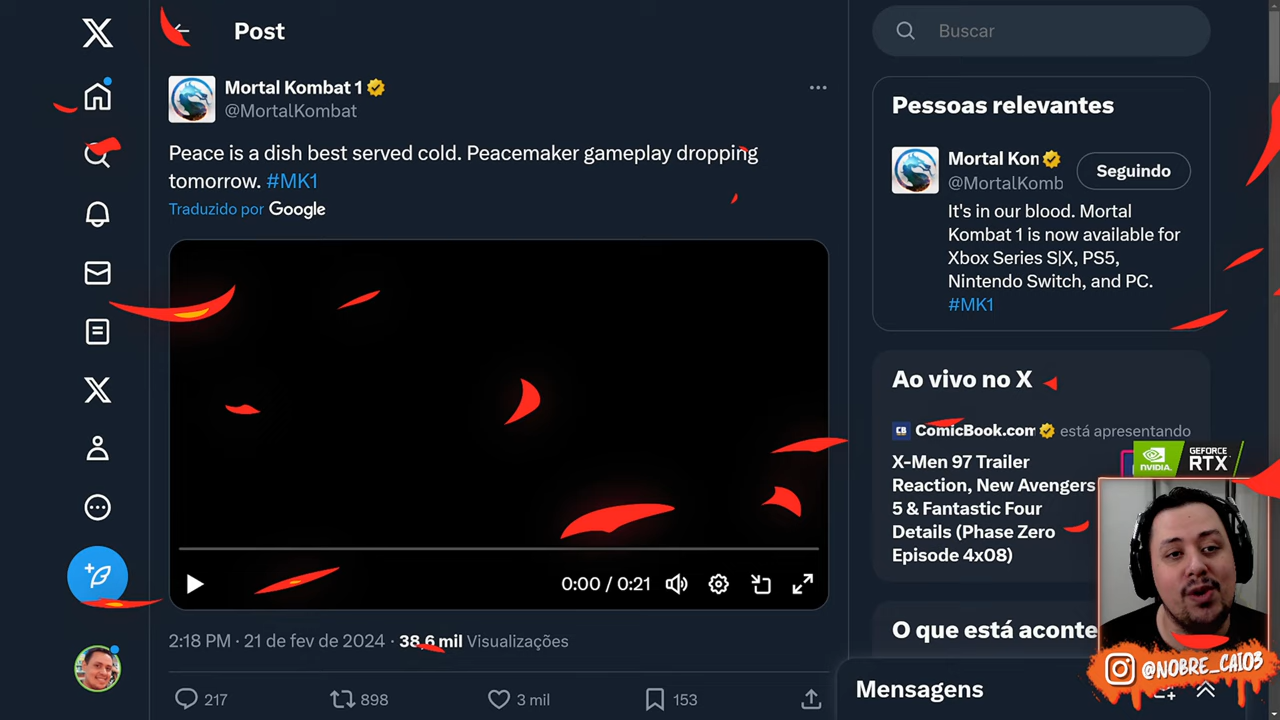 Post
Buscar
Mortal Kombat 1
@MortalKombat
Peace is a dish best served cold. Peacemaker gameplay dropping
tomorrow. #MK1
Traduzido por Google
0:00 / 0:21
2:18 PM · 21 de fev de 2024 · 38,6 mil Visualizações
217
898
3 mil
153
Pessoas relevantes
Mortal Kon
@MortalKomb
Seguindo
It's in our blood. Mortal
Kombat 1 is now available for
Xbox Series S|X, PS5,
Nintendo Switch, and PC.
#MK1
Ao vivo no X
CB ComicBook.com está apresentando
X-Men 97 Trailer
Reaction, New Avengers
5 & Fantastic Four
Details (Phase Zero
Episode 4x08)
NVIDIA.
GEFORCE
RTX
O que está aconte
@NOBRE_CAIO3
Mensagens